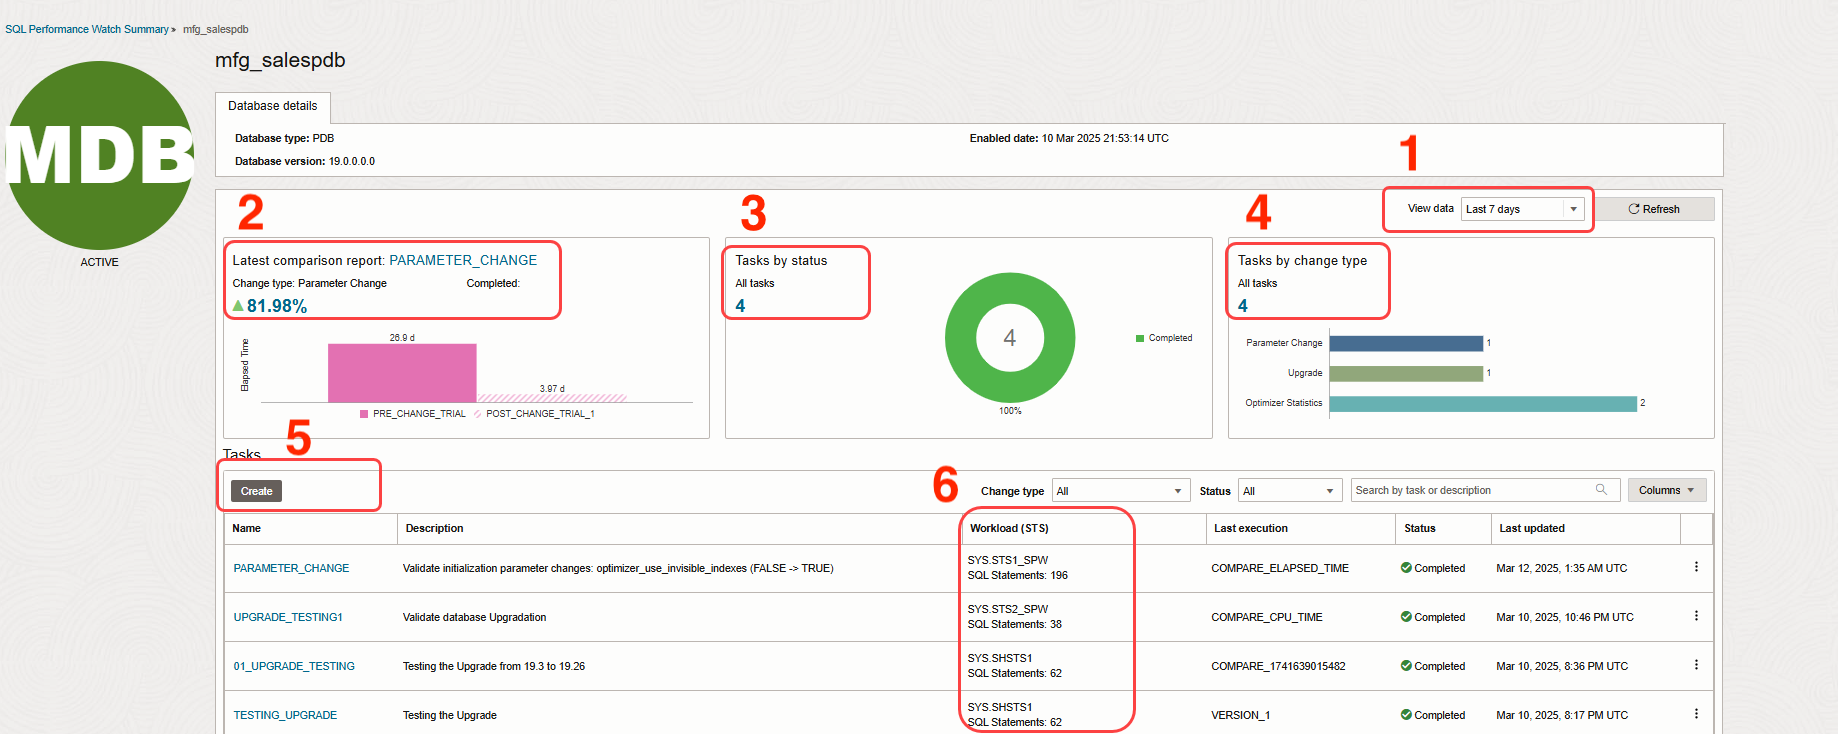 SQL Performance Watch Summary » mfg_salespdb
mfg_salespdb
MDB
ACTIVE
Database details
Database type: PDB
Enabled date: 10 Mar 2025 21:53:14 UTC
Database version: 19.0.0.0.0
1
View data Last 7 days Refresh
2
Latest comparison report: PARAMETER_CHANGE
Change type: Parameter Change Completed:
81.98%
Elapsed Time
26.9 d
3.97 d
PRE_CHANGE_TRIAL POST_CHANGE_TRIAL_1
3
Tasks by status
All tasks
4
4
Completed
100%
4
Tasks by change type
All tasks
4
Parameter Change 1
Upgrade 1
Optimizer Statistics 2
5
Tasks
Create
6
Change type All Status All Search by task or description Columns
Name Description Workload (STS) Last execution Status Last updated
PARAMETER_CHANGE Validate initialization parameter changes: optimizer_use_invisible_indexes (FALSE -> TRUE) SYS.STS1_SPW COMPARE_ELAPSED_TIME Completed Mar 12, 2025, 1:35 AM UTC
SQL Statements: 196
UPGRADE_TESTING1 Validate database Upgradation SYS.STS2_SPW COMPARE_CPU_TIME Completed Mar 10, 2025, 10:46 PM UTC
SQL Statements: 38
01_UPGRADE_TESTING Testing the Upgrade from 19.3 to 19.26 SYS.SHSTS1 COMPARE_1741639015482 Completed Mar 10, 2025, 8:36 PM UTC
SQL Statements: 62
TESTING_UPGRADE Testing the Upgrade SYS.SHSTS1 VERSION_1 Completed Mar 10, 2025, 8:17 PM UTC
SQL Statements: 62